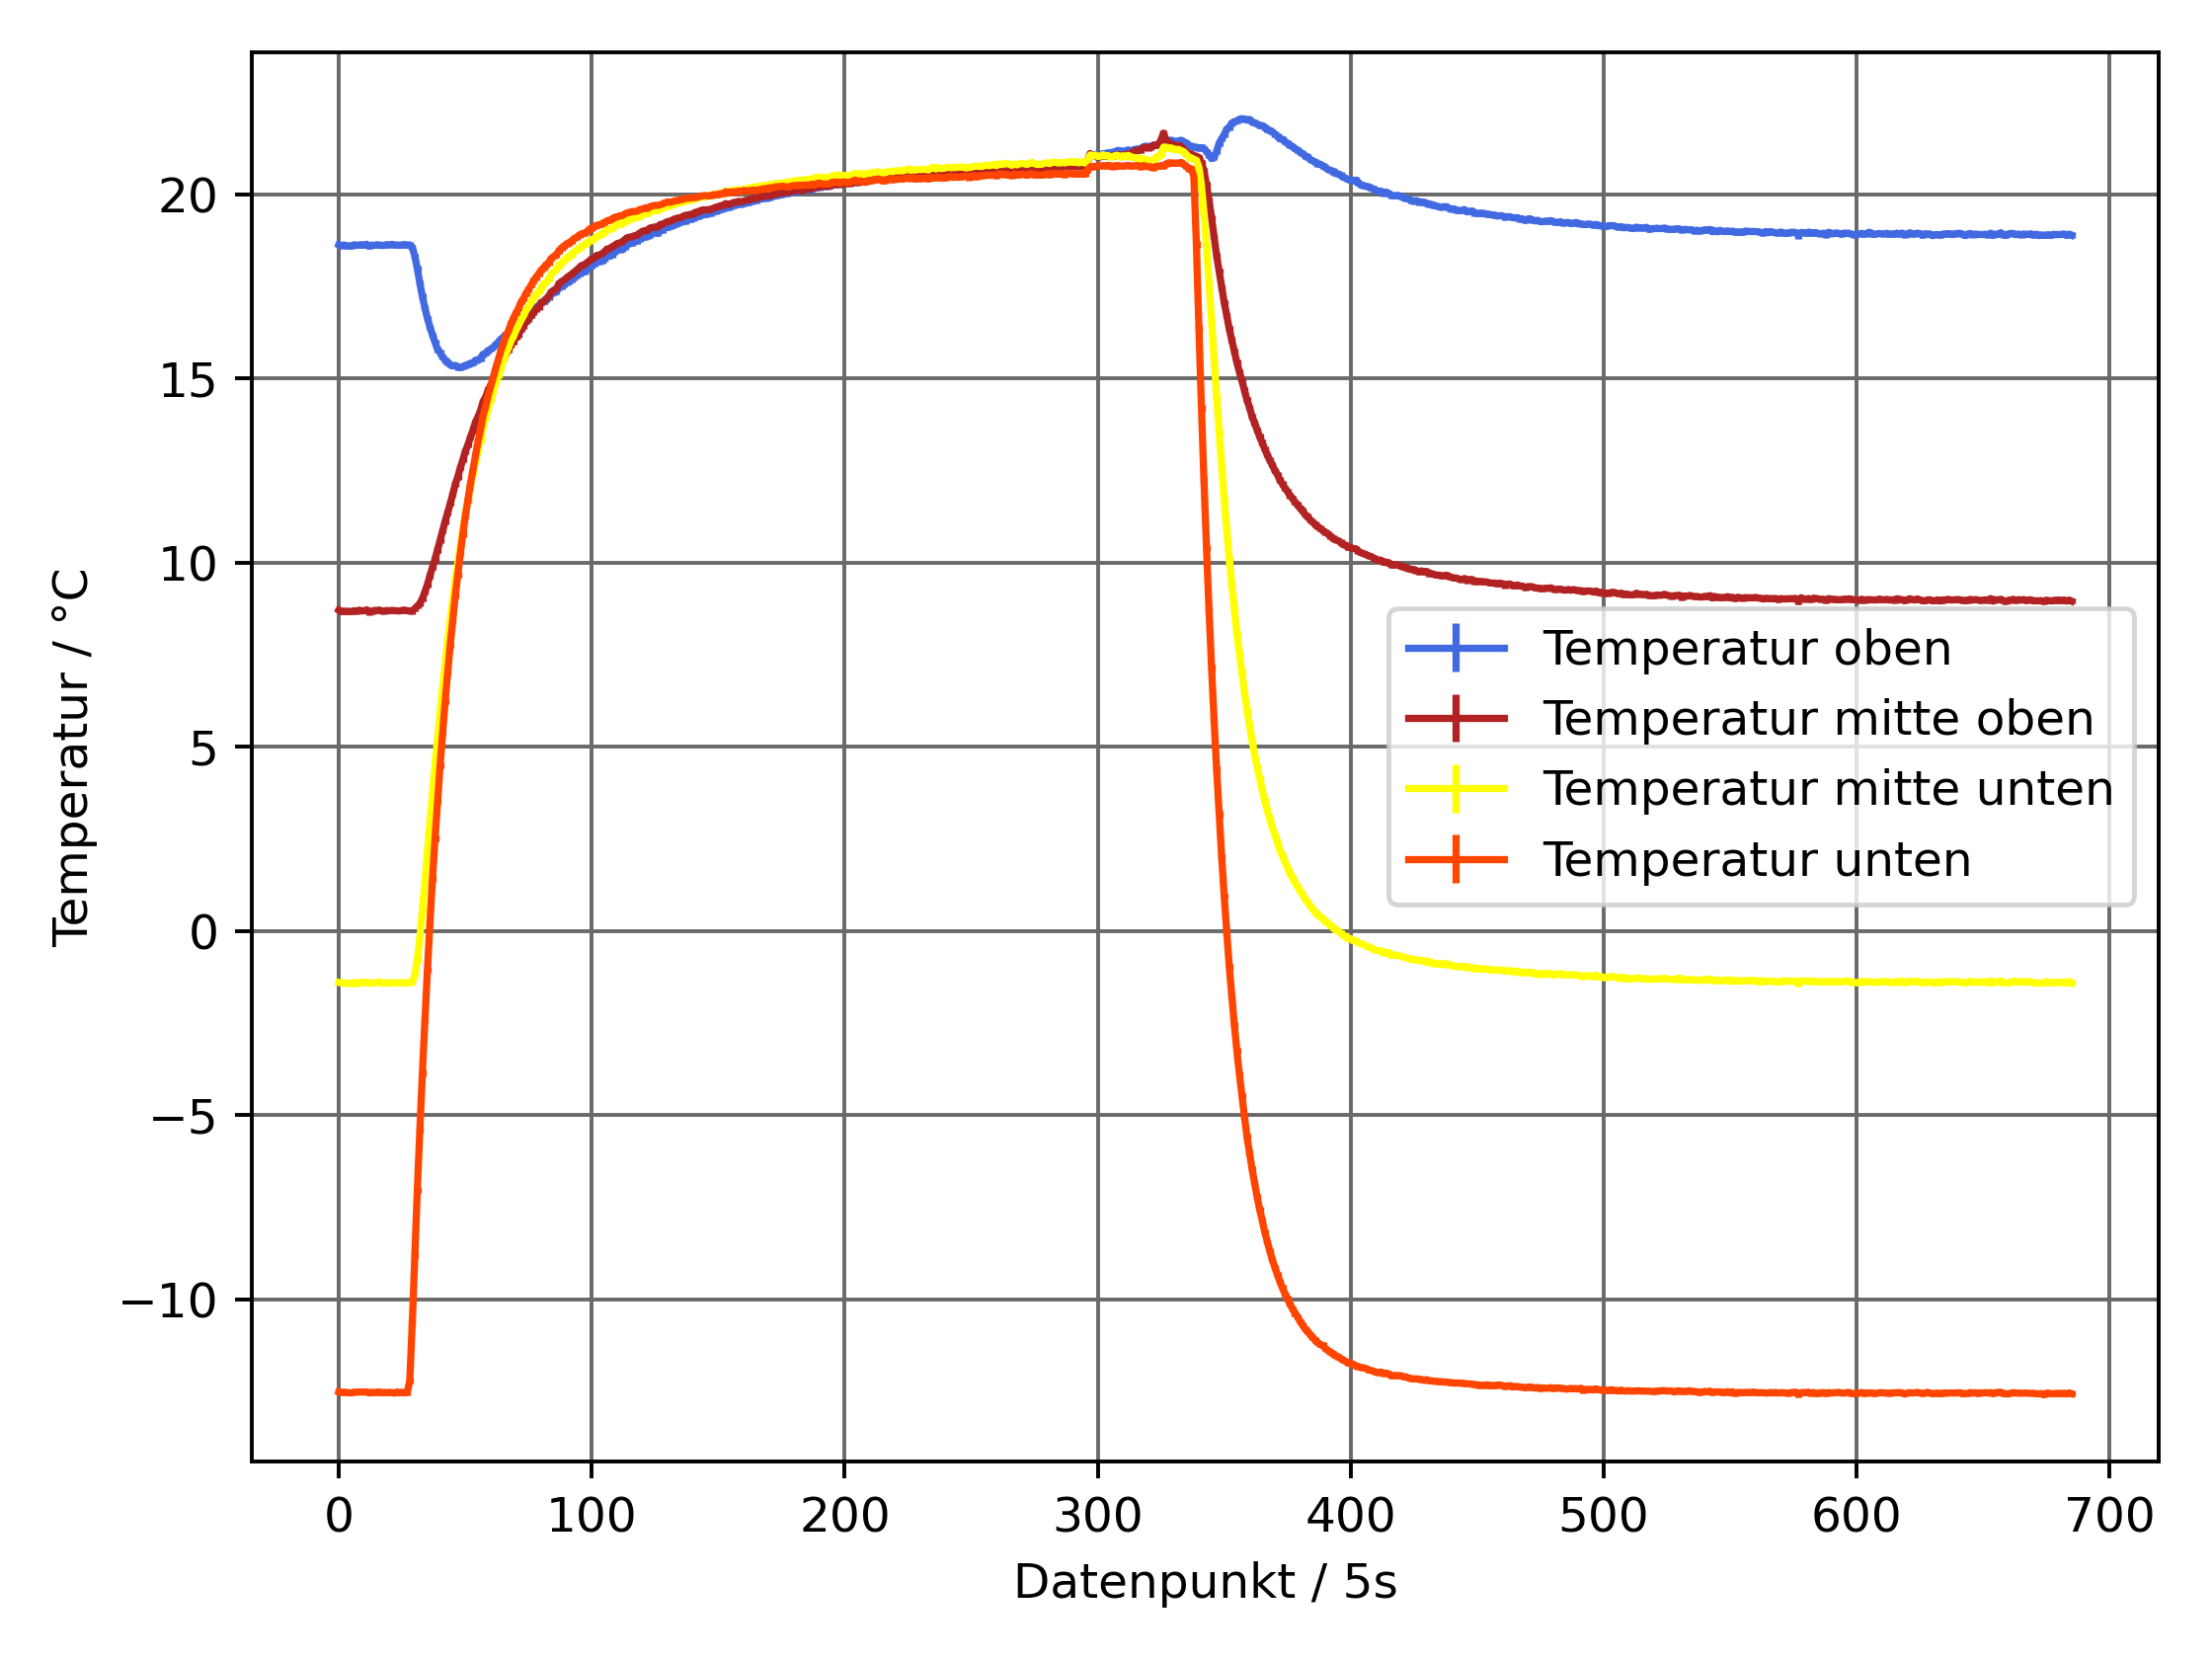 Temperatur / °C
20
15
10
5
0
−5
−10
Temperatur oben
Temperatur mitte oben
Temperatur mitte unten
Temperatur unten
0 100 200 300 400 500 600 700
Datenpunkt / 5s